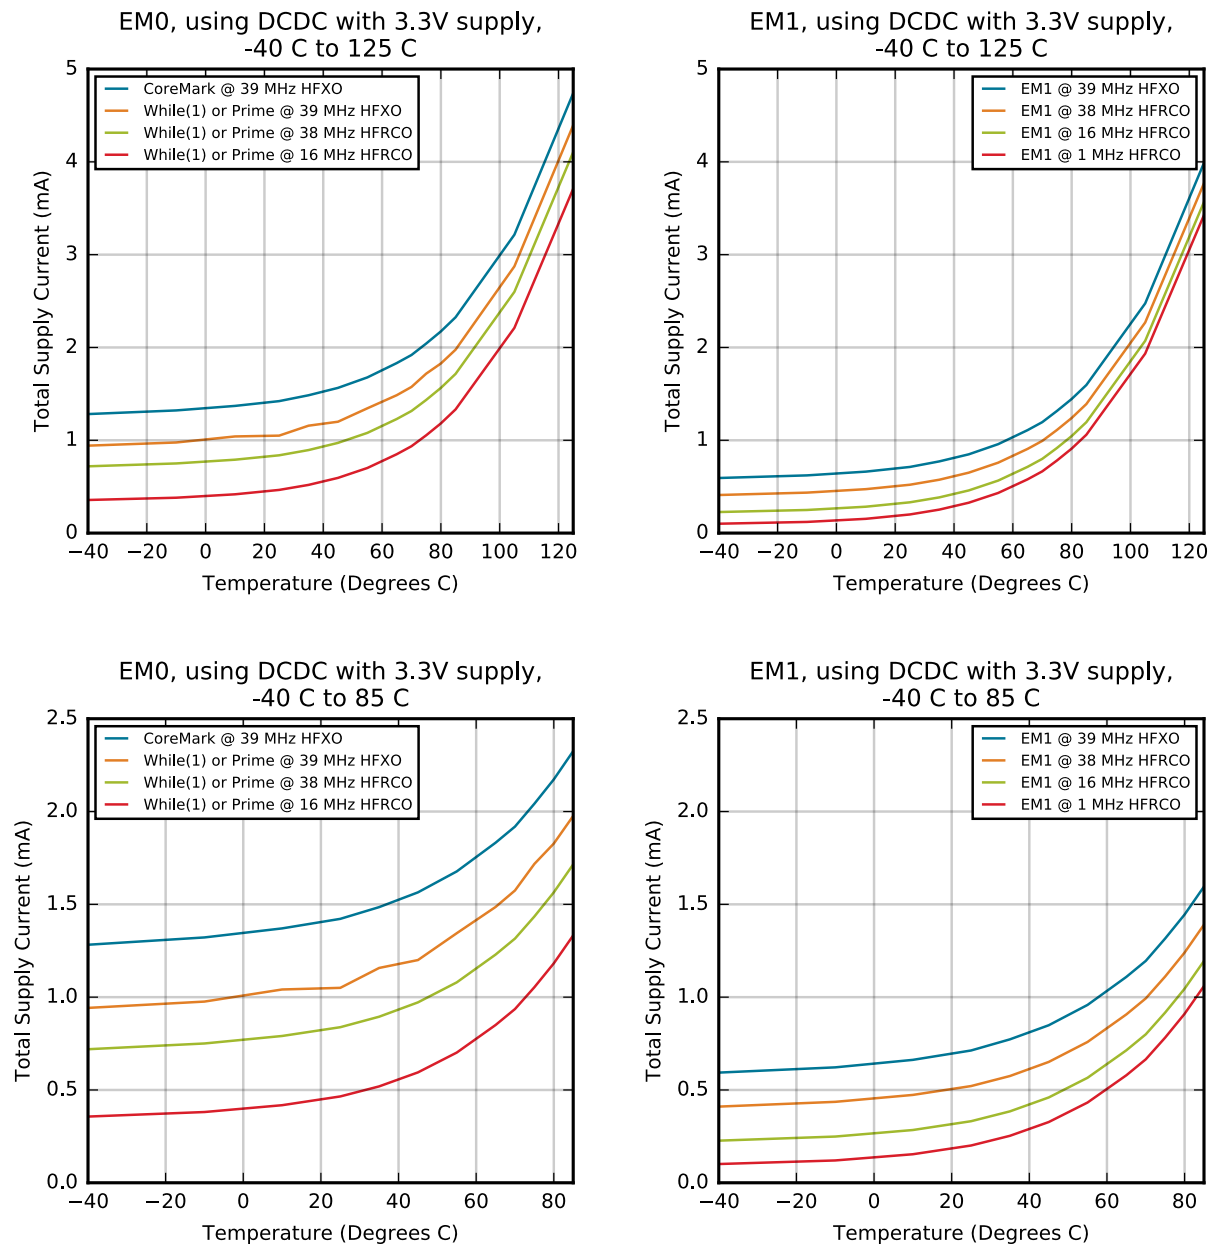 EM0, using DCDC with 3.3V supply,
-40 C to 125 C
Total Supply Current (mA)
5
4
3
2
1
0
CoreMark @ 39 MHz HFXO
While(1) or Prime @ 39 MHz HFXO
While(1) or Prime @ 38 MHz HFRCO
While(1) or Prime @ 16 MHz HFRCO
−40 −20 0 20 40 60 80 100 125
Temperature (Degrees C)
EM1, using DCDC with 3.3V supply,
-40 C to 125 C
Total Supply Current (mA)
5
4
3
2
1
0
EM1 @ 39 MHz HFXO
EM1 @ 38 MHz HFRCO
EM1 @ 16 MHz HFRCO
EM1 @ 1 MHz HFRCO
−40 −20 0 20 40 60 80 100 120
Temperature (Degrees C)
EM0, using DCDC with 3.3V supply,
-40 C to 85 C
Total Supply Current (mA)
2.5
2.0
1.5
1.0
0.5
0.0
CoreMark @ 39 MHz HFXO
While(1) or Prime @ 39 MHz HFXO
While(1) or Prime @ 38 MHz HFRCO
While(1) or Prime @ 16 MHz HFRCO
−40 −20 0 20 40 60 80
Temperature (Degrees C)
EM1, using DCDC with 3.3V supply,
-40 C to 85 C
Total Supply Current (mA)
2.5
2.0
1.5
1.0
0.5
0.0
EM1 @ 39 MHz HFXO
EM1 @ 38 MHz HFRCO
EM1 @ 16 MHz HFRCO
EM1 @ 1 MHz HFRCO
−40 −20 0 20 40 60 80
Temperature (Degrees C)